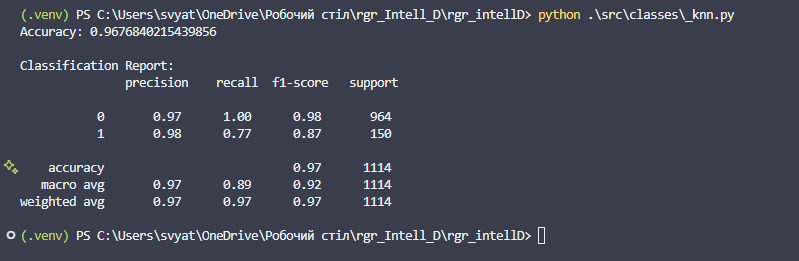 (.venv) PS C:\Users\svyat\OneDrive\Робочий стіл\rgr_Intell_D\rgr_intellD> python .\src\classes\_knn.py
Accuracy: 0.9676840215439856
Classification Report:
precision recall f1-score support
0 0.97 1.00 0.98 964
1 0.98 0.77 0.87 150
accuracy 0.97 1114
macro avg 0.97 0.89 0.92 1114
weighted avg 0.97 0.97 0.97 1114
(.venv) PS C:\Users\svyat\OneDrive\Робочий стіл\rgr_Intell_D\rgr_intellD>